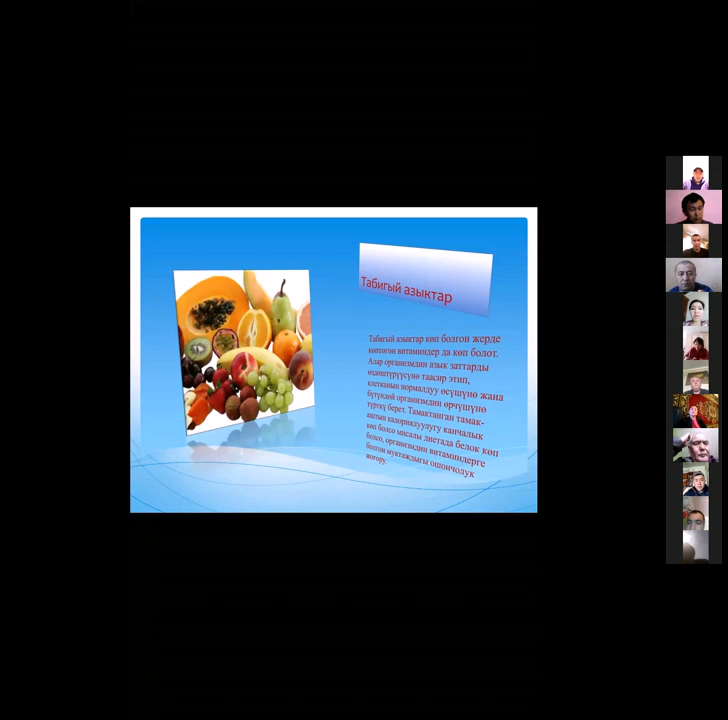 Табигый азыктар
Табигый азыктар көп болгон жерде
көптөгөн витаминдер да көп болот.
Алар организмдин азык заттарды
өздөштүрүүсүнө таасир этип,
клетканын нормалдуу өсүшүнө жана
бүтүндөй организмдин өрчүшүнө
түрткү берет. Тамактанган тамак-
аштын калориялуулугу канчалык
көп болсо мисалы диетада белок көп
болсо, организмдин витаминдерге
болгон муктаждыгы ошончолук
жогору.